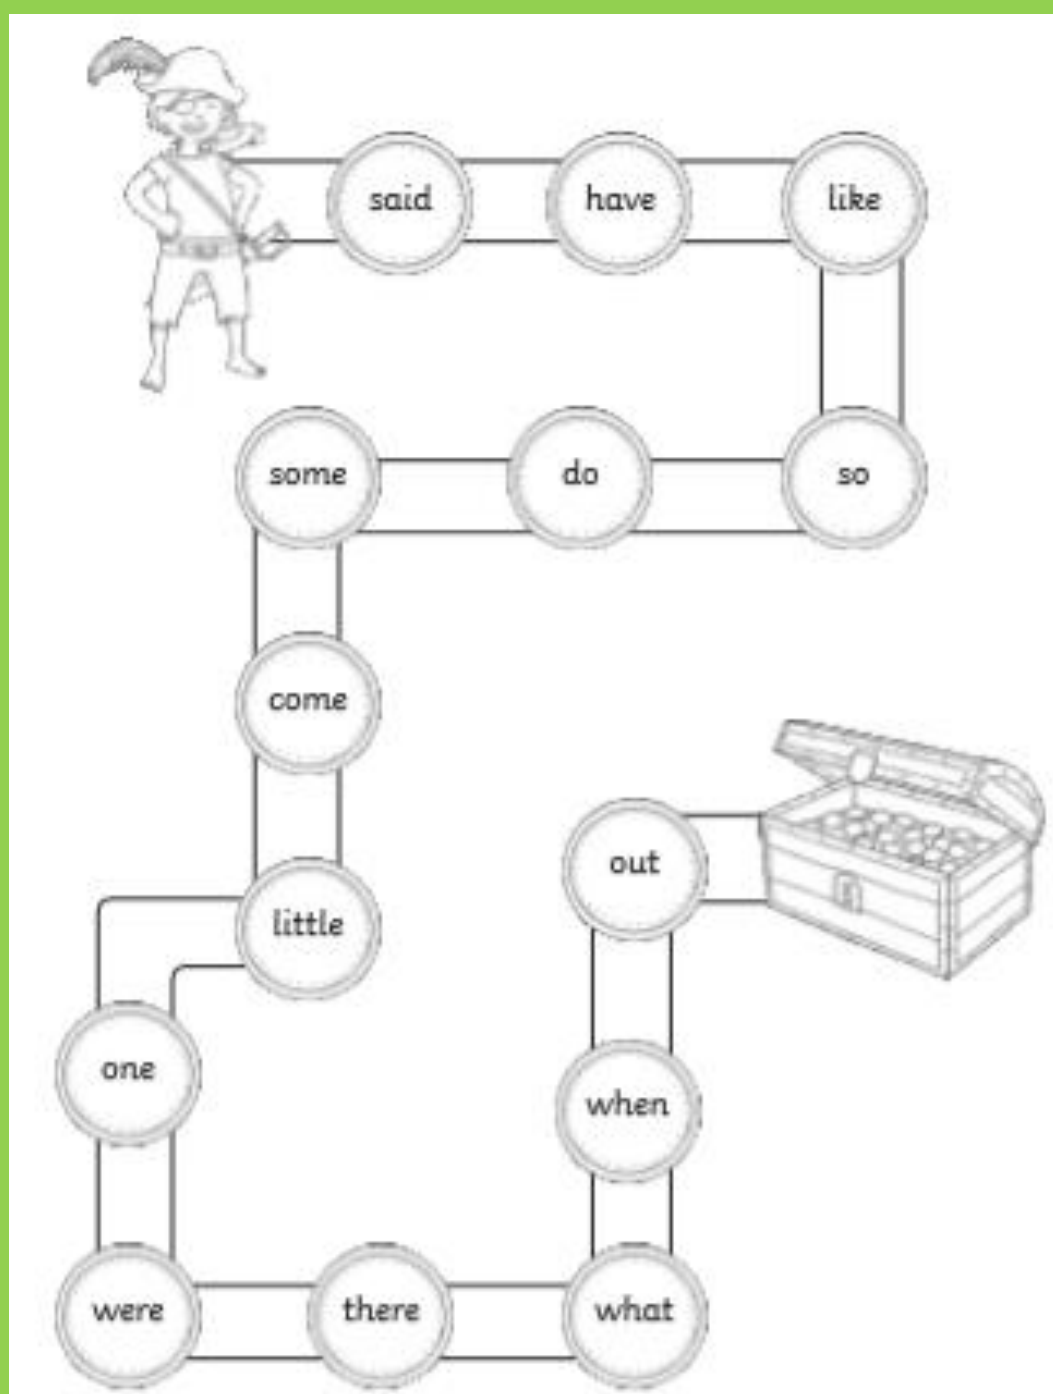 said have like
some do so
come
out
little
one
when
were there what